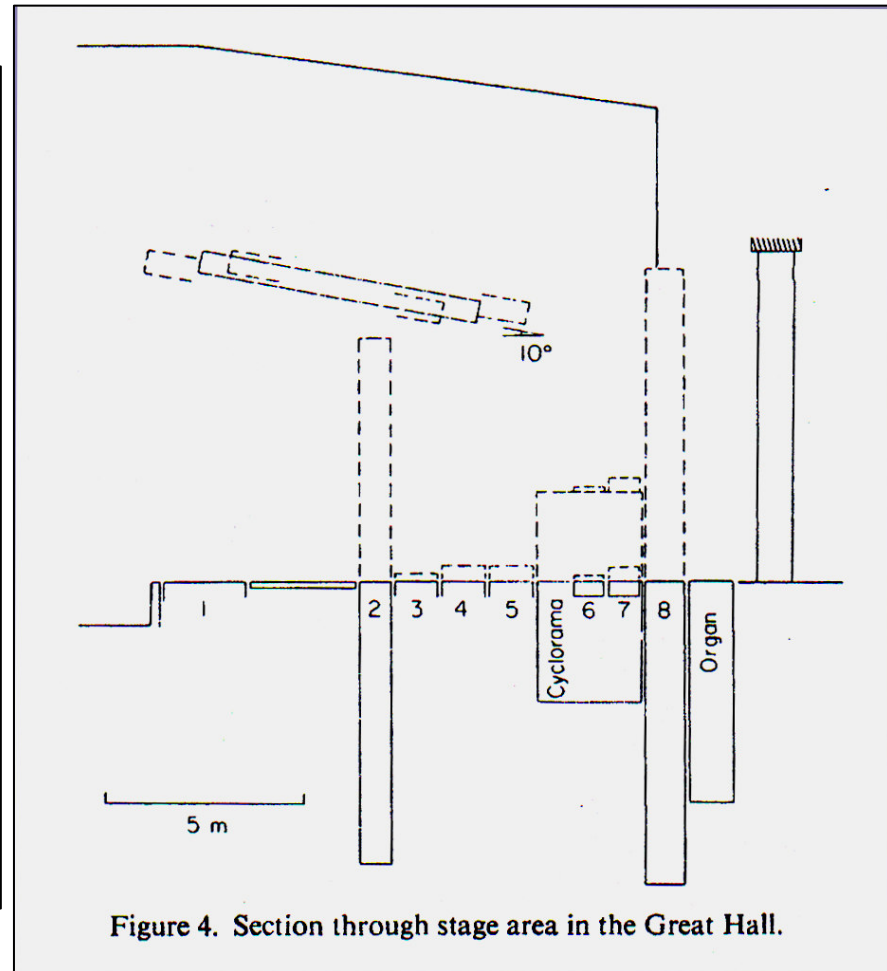 10°
1
2
3
4
5
Cyclorama
6
7
8
Organ
5 m
Figure 4. Section through stage area in the Great Hall.